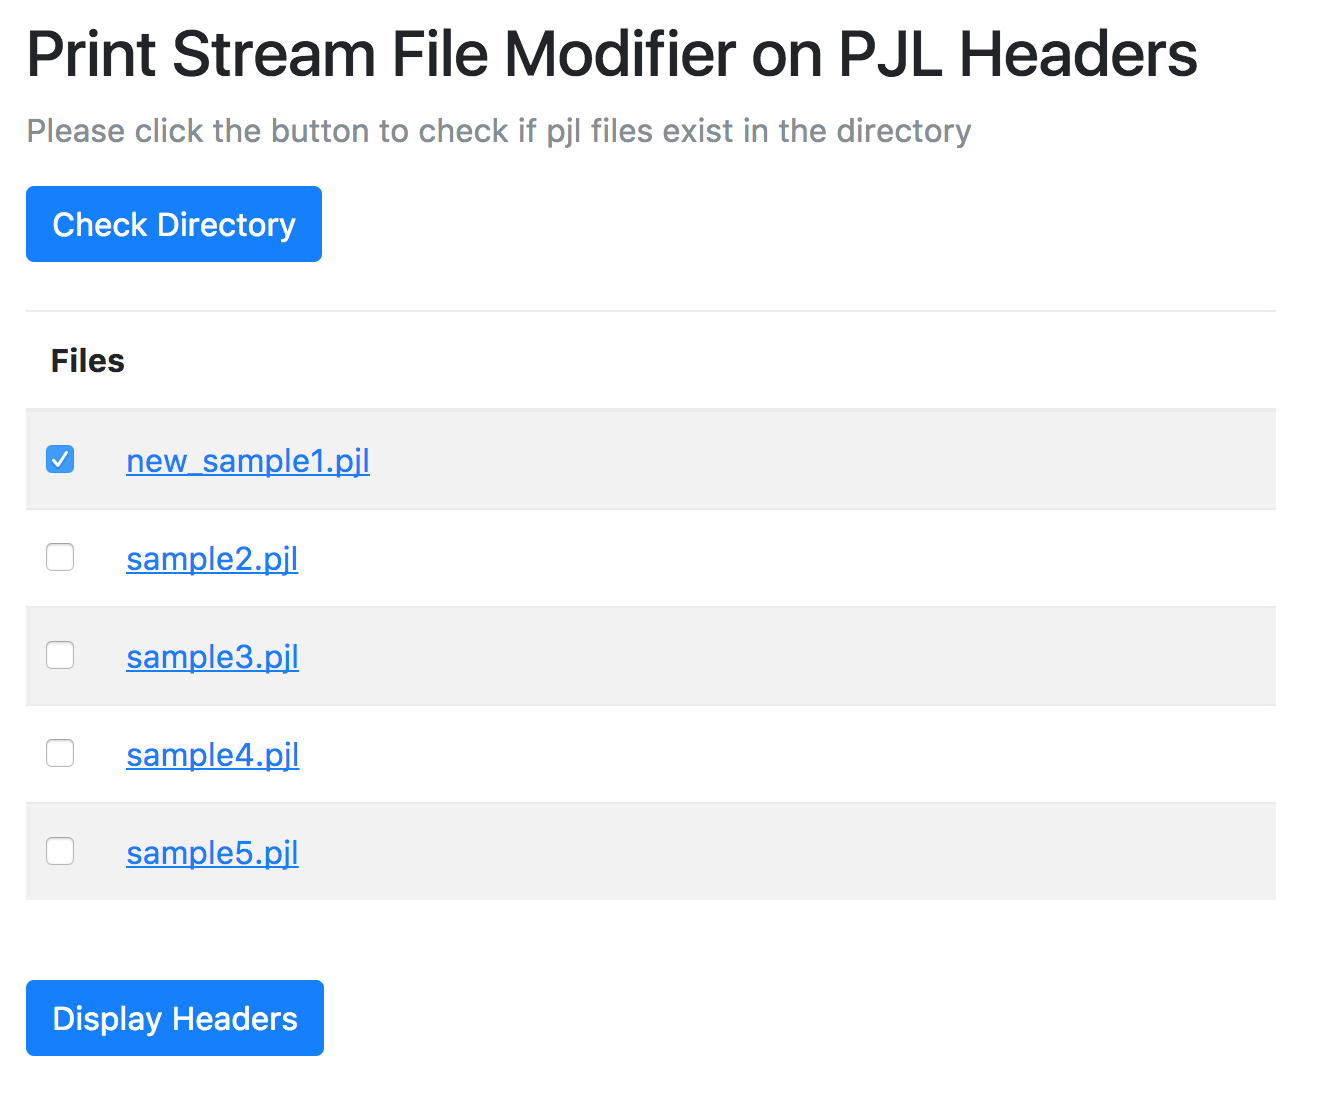 Print Stream File Modifier on PJL Headers
Please click the button to check if pjl files exist in the directory
Check Directory
Files
new_sample1.pjl
sample2.pjl
sample3.pjl
sample4.pjl
sample5.pjl
Display Headers